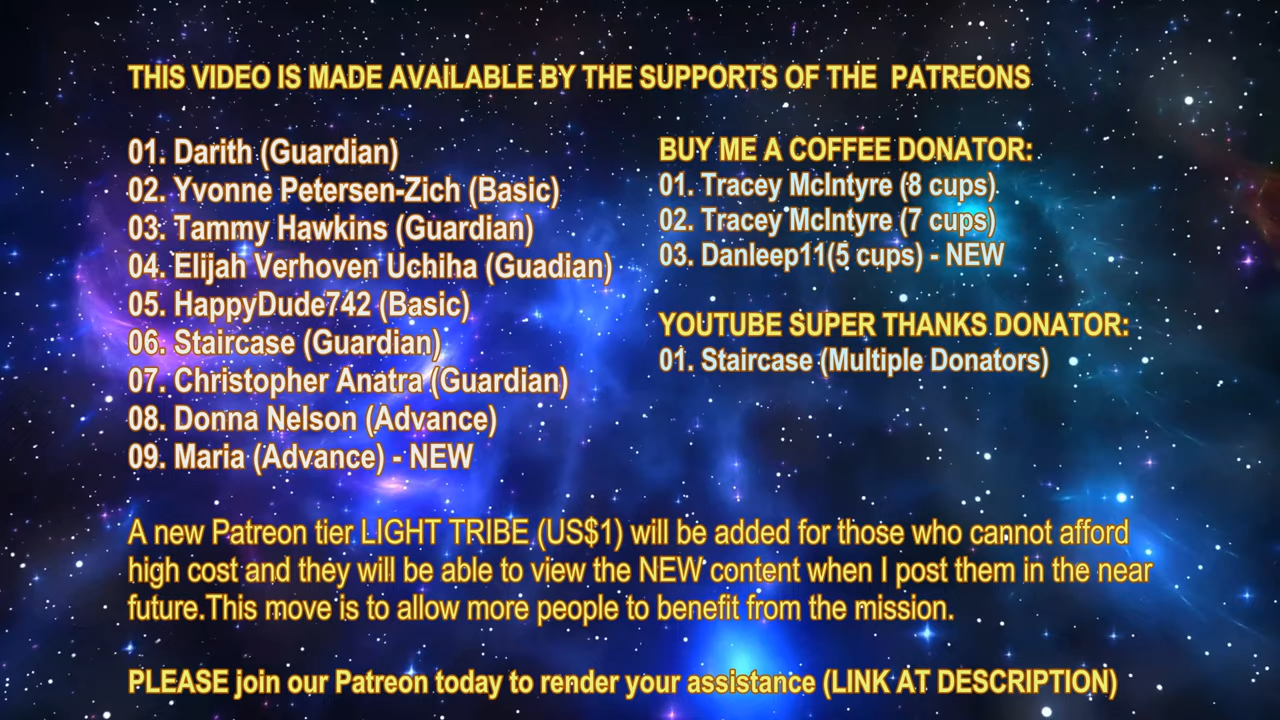 THIS VIDEO IS MADE AVAILABLE BY THE SUPPORTS OF THE  PATREONS
01. Darith (Guardian)
02. Yvonne Petersen-Zich (Basic)
03. Tammy Hawkins (Guardian)
04. Elijah Verhoven Uchiha (Guadian)
05. HappyDude742 (Basic)
06. Staircase (Guardian)
07. Christopher Anatra (Guardian)
08. Donna Nelson (Advance)
09. Maria (Advance) - NEW
BUY ME A COFFEE DONATOR:
01. Tracey McIntyre (8 cups)
02. Tracey McIntyre (7 cups)
03. Danleep11(5 cups) - NEW
YOUTUBE SUPER THANKS DONATOR:
01. Staircase (Multiple Donators)
A new Patreon tier LIGHT TRIBE (US$1) will be added for those who cannot afford
high cost and they will be able to view the NEW content when I post them in the near
future.This move is to allow more people to benefit from the mission.
PLEASE join our Patreon today to render your assistance (LINK AT DESCRIPTION)